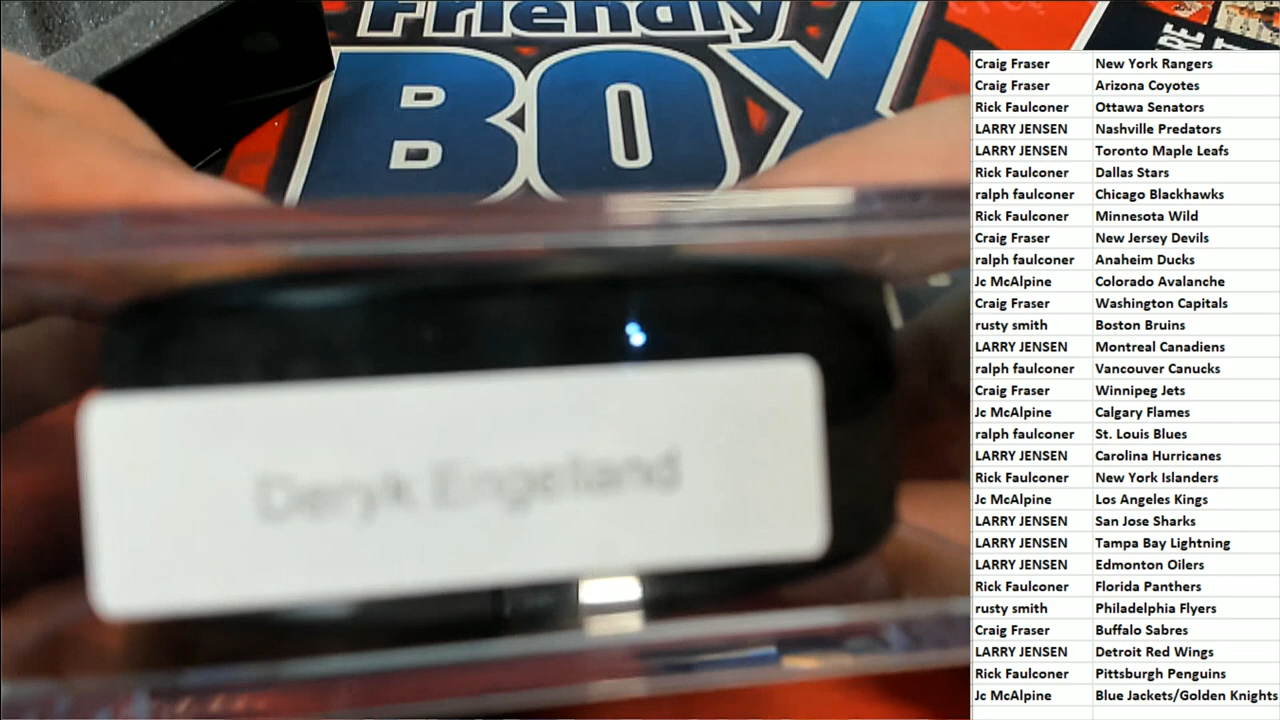 Friendly
BOX
Deryk Engelland
Craig Fraser New York Rangers
Craig Fraser Arizona Coyotes
Rick Faulconer Ottawa Senators
LARRY JENSEN Nashville Predators
LARRY JENSEN Toronto Maple Leafs
Rick Faulconer Dallas Stars
ralph faulconer Chicago Blackhawks
Rick Faulconer Minnesota Wild
Craig Fraser New Jersey Devils
ralph faulconer Anaheim Ducks
Jc McAlpine Colorado Avalanche
Craig Fraser Washington Capitals
rusty smith Boston Bruins
LARRY JENSEN Montreal Canadiens
ralph faulconer Vancouver Canucks
Craig Fraser Winnipeg Jets
Jc McAlpine Calgary Flames
ralph faulconer St. Louis Blues
LARRY JENSEN Carolina Hurricanes
Rick Faulconer New York Islanders
Jc McAlpine Los Angeles Kings
LARRY JENSEN San Jose Sharks
LARRY JENSEN Tampa Bay Lightning
LARRY JENSEN Edmonton Oilers
Rick Faulconer Florida Panthers
rusty smith Philadelphia Flyers
Craig Fraser Buffalo Sabres
LARRY JENSEN Detroit Red Wings
Rick Faulconer Pittsburgh Penguins
Jc McAlpine Blue Jackets/Golden Knights